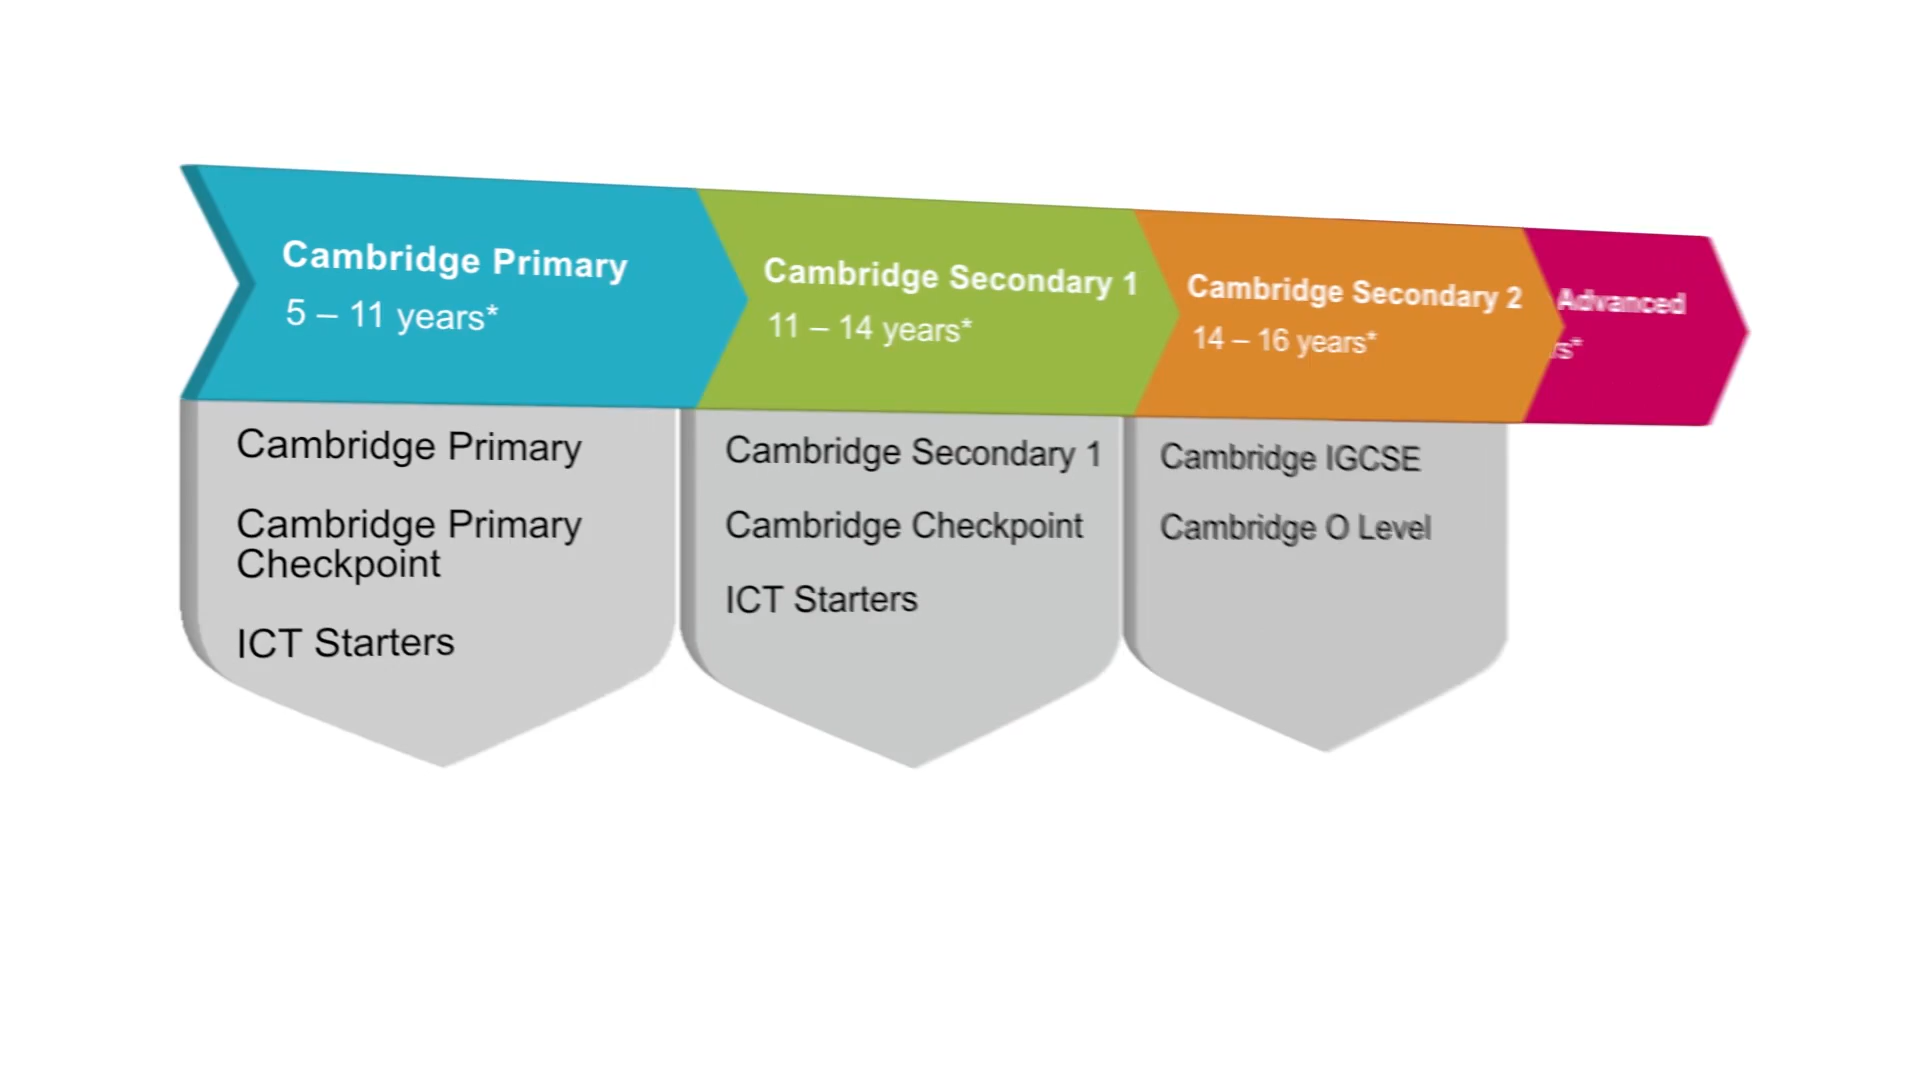 Cambridge Primary
5 – 11 years*
Cambridge Secondary 1
11 – 14 years*
Cambridge Secondary 2
14 – 16 years*
Advanced
Cambridge Primary
Cambridge Primary
Checkpoint
ICT Starters
Cambridge Secondary 1
Cambridge Checkpoint
ICT Starters
Cambridge IGCSE
Cambridge O Level